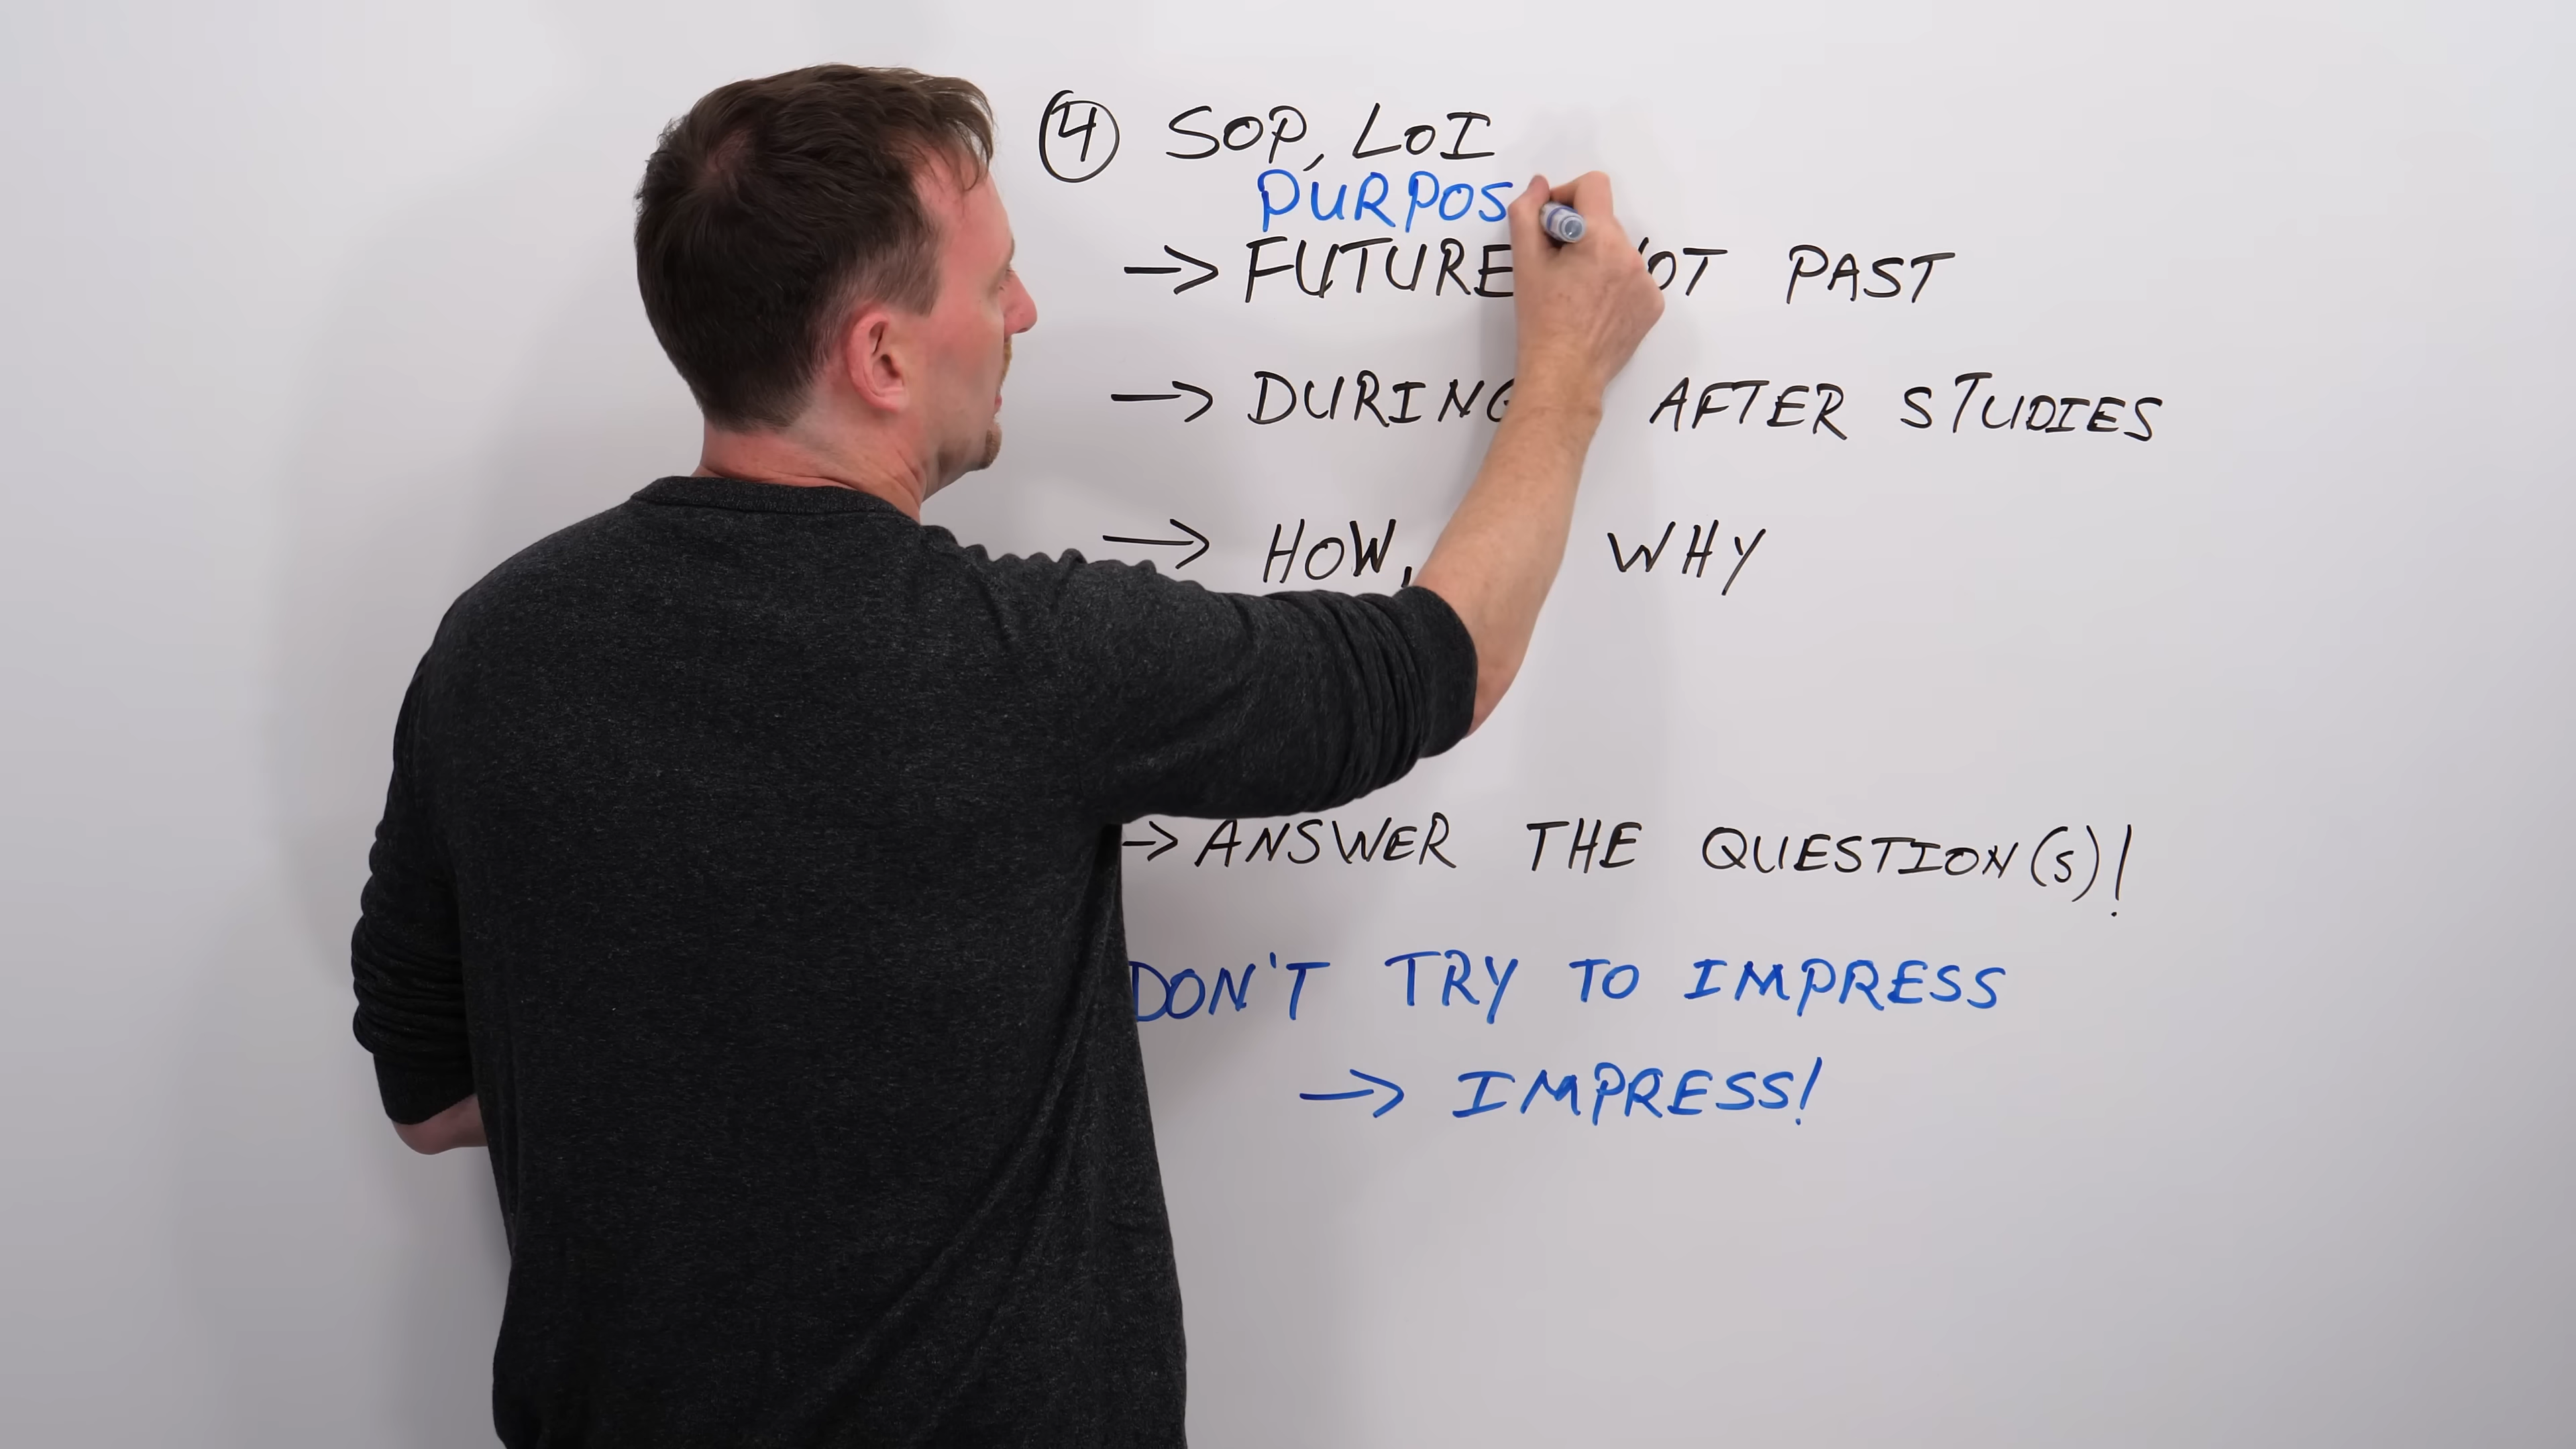 ④ SOP, LOI
PURPOS
→ FUTURE NOT PAST
→ DURING AFTER STUDIES
→ HOW, WHY
→ ANSWER THE QUESTION(S)!
DON'T TRY TO IMPRESS
→ IMPRESS!